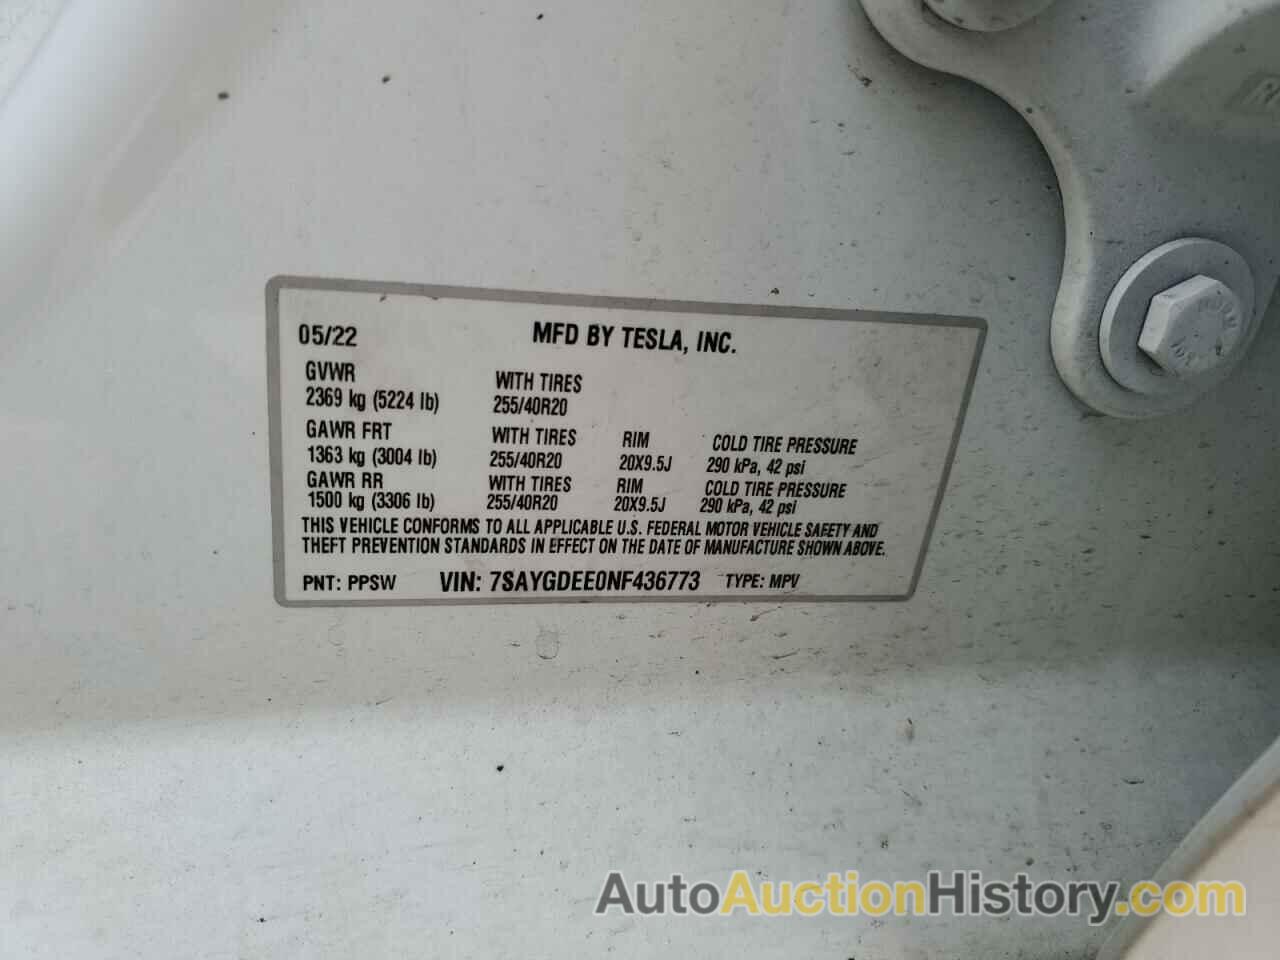 05/22 MFD BY TESLA, INC.
GVWR WITH TIRES
2369 kg (5224 lb) 255/40R20
GAWR FRT WITH TIRES RIM COLD TIRE PRESSURE
1363 kg (3004 lb) 255/40R20 20X9.5J 290 kPa, 42 psi
GAWR RR WITH TIRES RIM COLD TIRE PRESSURE
1500 kg (3306 lb) 255/40R20 20X9.5J 290 kPa, 42 psi
THIS VEHICLE CONFORMS TO ALL APPLICABLE U.S. FEDERAL MOTOR VEHICLE SAFETY AND
THEFT PREVENTION STANDARDS IN EFFECT ON THE DATE OF MANUFACTURE SHOWN ABOVE.
PNT: PPSW VIN: 7SAYGDEE0NF436773 TYPE: MPV
AutoAuctionHistory.com